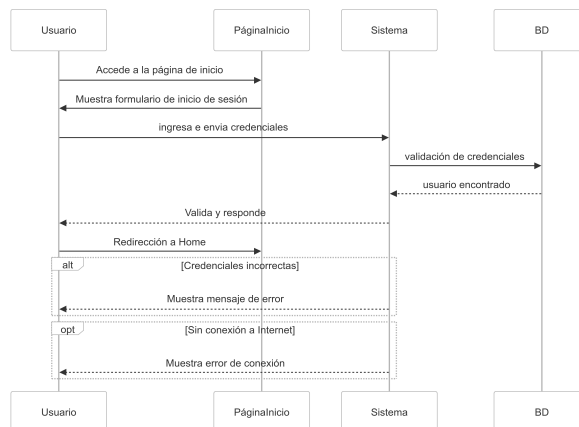 Usuario PáginaInicio Sistema BD
Accede a la página de inicio
Muestra formulario de inicio de sesión
ingresa e envia credenciales
validación de credenciales
usuario encontrado
Valida y responde
Redirección a Home
alt [Credenciales incorrectas]
Muestra mensaje de error
opt [Sin conexión a Internet]
Muestra error de conexión
Usuario PáginaInicio Sistema BD